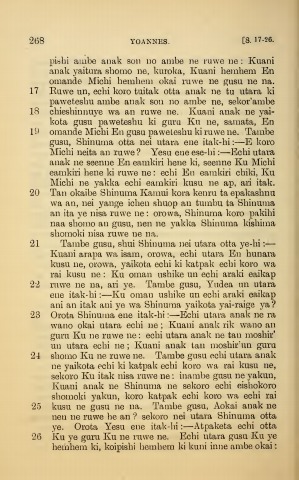 268 YOANNES. [8. 17-26.
pishi ambe anak son no ambe ne ruwe ne : Kuani
anak yaitura shomo ne, kuroka, Kuani hemhem En
omande Michi hemhem okai ruwe ne gusu ne na.
17 Ruwe un, echi koro tuitak otta anak ne tu utara ki
paweteshu ambe anak son no ambe ne, sekor'ambe
18 chieshinnuye wa an ruwe ne. Kuani anak ne yai-
kota gusu paweteshu ki guru Ku ne, samata, En
19 omande Michi En gusu paweteshu ki ruwe ne. Tambe
gusu, Shinuma otta nei utara ene itak-hi :—E koro
Michi neita an ruwe? Yesu ene ese-hi :—Echi utara
anak ne seenne En eamkiri hene ki, seenne Ku Michi
eamkiri hene ki ruwe ne : echi En eamkiri chiki, Ku
Michi ne yakka echi eamkiri kusu ne ap, ari itak.
20 Tan okaibe Shinuma Kamui kora kenru ta epakashnu
wa an, nei yange ichen shuop an tumbu ta Shinuma
an ita ye nisa ruwe ne : orowa, Shinuma koro pakihi
naa shomo an gusu, nen ne yakka Shinuma kishima
shomoki nisa ruwe ne na.
21 Tambe gusu, shui Shinuma nei utara otta ye-hi :—
Kuani arapa wa isam, orowa, echi utara En hunara
kusu ne, orowa, yaikota echi ki katpak echi koro wa
rai kusu ne : Ku oman ushike un echi araki eaikap
22 ruwe ne na, ari ye. Tambe gusu, Yudea un utara
ene itak-hi :—Ku oman ushike un echi araki eaikap
ani an itak ani ye wa Shinuma yaikota yai-raige ya?
23 Orota Shinuma ene itak-hi :—Echi utara anak ne ra
wano okai utara echi ne ; Kuani anak rik wano an
guru Ku ne ruwe ne : echi utara anak ne tan moshir'
un utara echi ne ; Kuani anak tan moshir'un guru
24 shomo Ku ne ruwe ne. Tambe gusu echi utara anak
ne yaikota echi ki katpak echi koro wa rai kusu ne,
sekoro Ku itak nisa ruwe ne : inambe gusu ne yakun,
Kuani anak ne Shinuma ne sekoro echi eishokoro
shomoki yakun, koro katpak echi koro wa echi rai
25 kusu ne gusu ne na. Tambe gusu, Aokai anak ne
nen ne ruwe he an? sekoro nei utara Shinuma otta
ye. Orota Yesu ene itak-hi :—Atpaketa echi otta
26 Ku ye guru Ku ne ruwe ne. Echi utara gusu Ku ye
hemhem ki, koipishi hemhem ki kuni inne ambe okai :